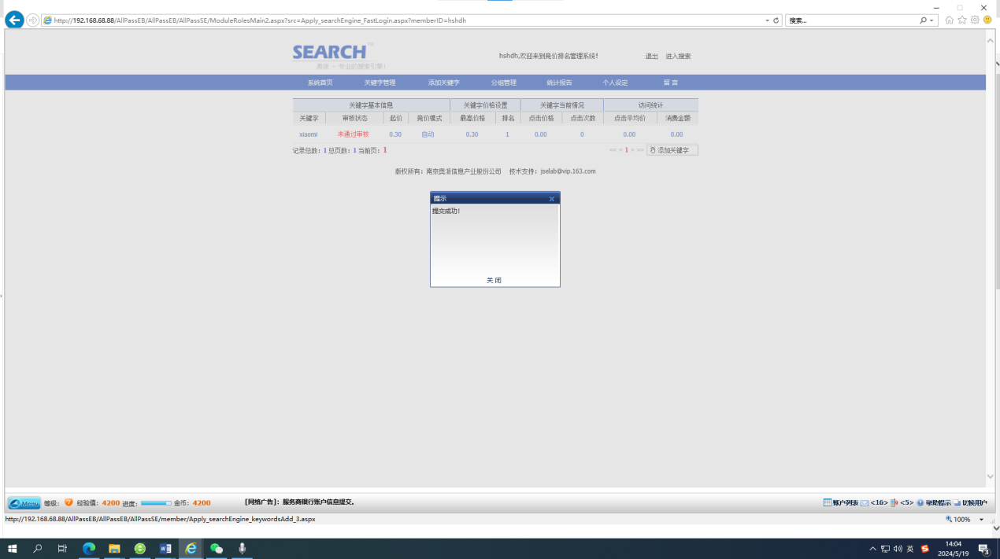 http://192.168.68.88/AllPassEB/AllPassEB/AllPassSE/ModuleRolesMain2.aspx?src=Apply_searchEngine_FastLogin.aspx?memberID=hshdh
搜索...
SEARCH™
奥派 · 专业的搜索引擎!
hshdh,欢迎来到竞价排名管理系统!
退出 进入搜索
系统首页 关键字管理 添加关键字 分组管理 统计报告 个人设定 留 言
关键字基本信息 关键字价格设置 关键字当前情况 访问统计
关键字 审核状态 起价 竞价模式 最高价格 排名 点击价格 点击次数 点击平均价 消费金额
xiaomi 未通过审核 0.30 自动 0.30 1 0.00 0 0.00 0.00
记录总数: 1 总页数: 1 当前页: 1 << < 1 > >> 添加关键字
版权所有: 南京奥派信息产业股份公司 技术支持: jselab@vip.163.com
提示
提交成功!
关 闭
Menu 等级: 经验值: 4200 进度: 金币: 4200 [网络广告]: 服务商银行账户信息提交。 账户列表 <16> <5> 帮助提示 切换用户
http://192.168.68.88/AllPassEB/AllPassEB/AllPassSE/member/Apply_searchEngine_keywordsAdd_3.aspx 100%
英 14:04
2024/5/19 3